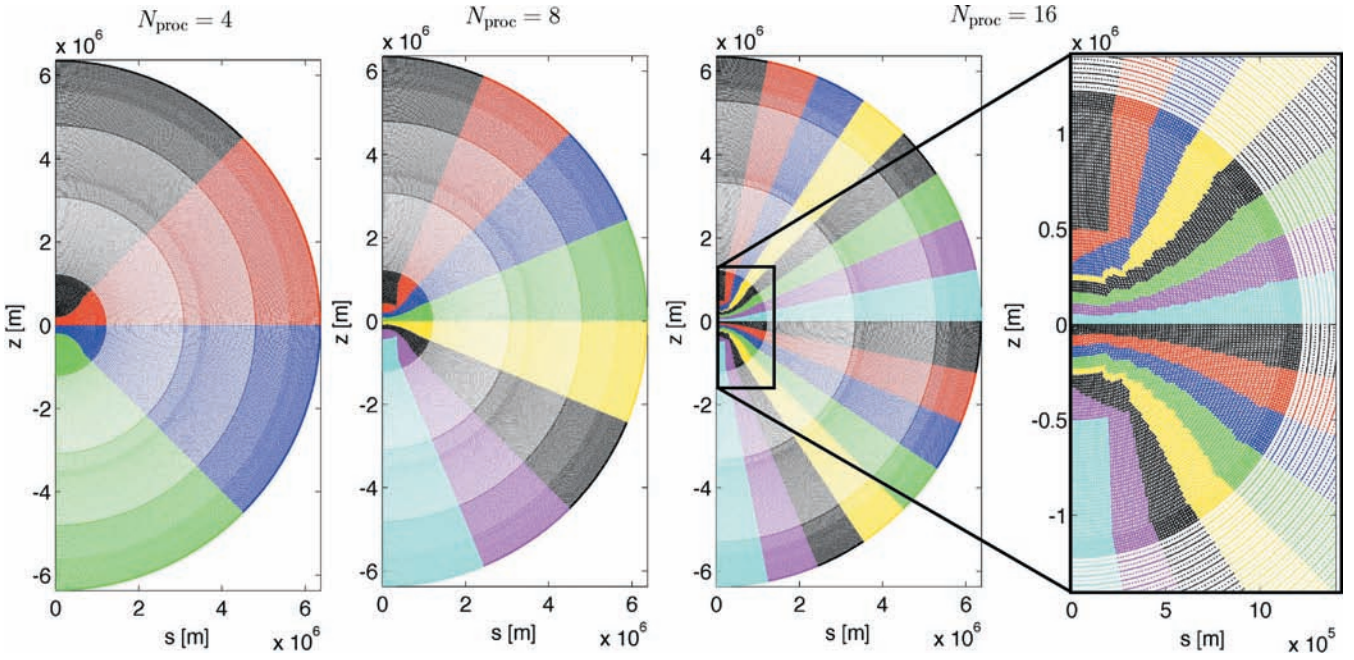 N_proc = 4
N_proc = 8
N_proc = 16
x 10^6
x 10^6
x 10^6
x 10^6
6
4
2
0
-2
-4
-6
z [m]
0
2
4
6
s [m]
x 10^6
6
4
2
0
-2
-4
-6
z [m]
0
2
4
6
s [m]
x 10^6
6
4
2
0
-2
-4
-6
z [m]
0
2
4
6
s [m]
x 10^6
1
0.5
0
-0.5
-1
z [m]
0
5
10
s [m]
x 10^5